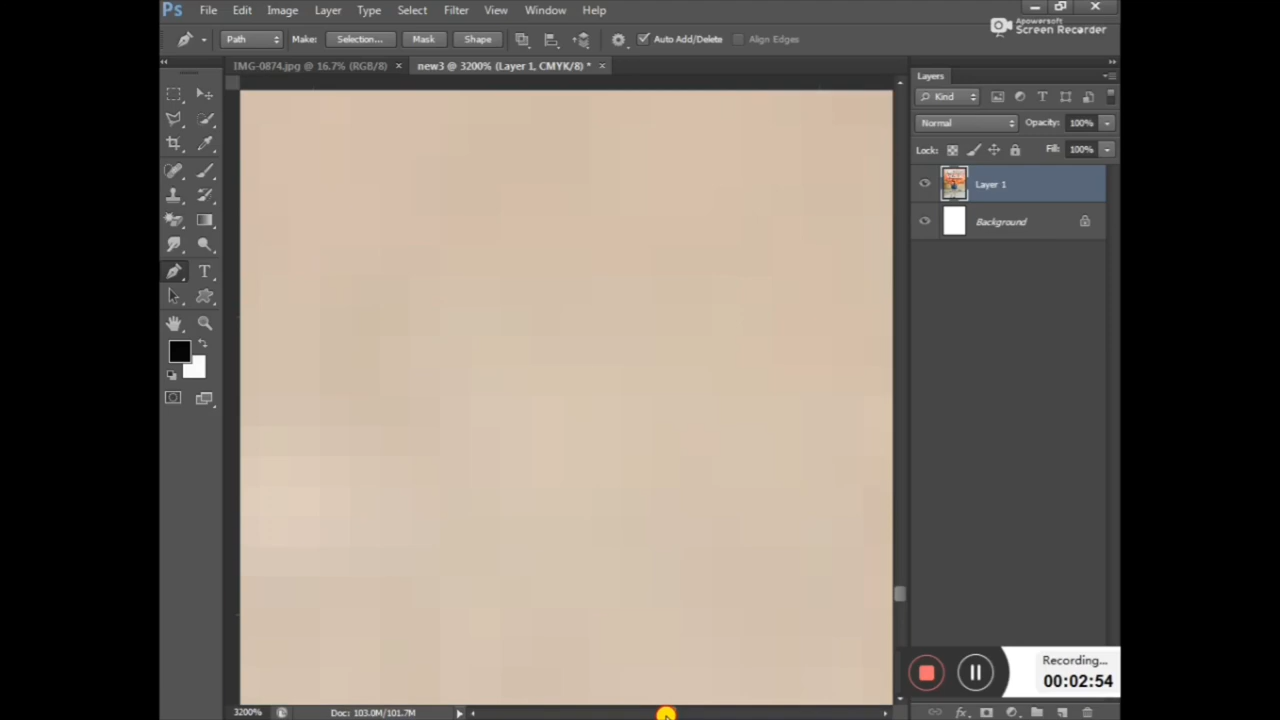 Ps File Edit Image Layer Type Select Filter View Window Help
Apowersoft
Screen Recorder
Path Make: Selection... Mask Shape Auto Add/Delete Align Edges
IMG-0874.jpg @ 16.7% (RGB/8) × new3 @ 3200% (Layer 1, CMYK/8) * ×
Layers
Kind
Normal Opacity: 100%
Lock: Fill: 100%
Layer 1
Background
Recording...
00:02:54
3200% Doc: 103.0M/101.7M